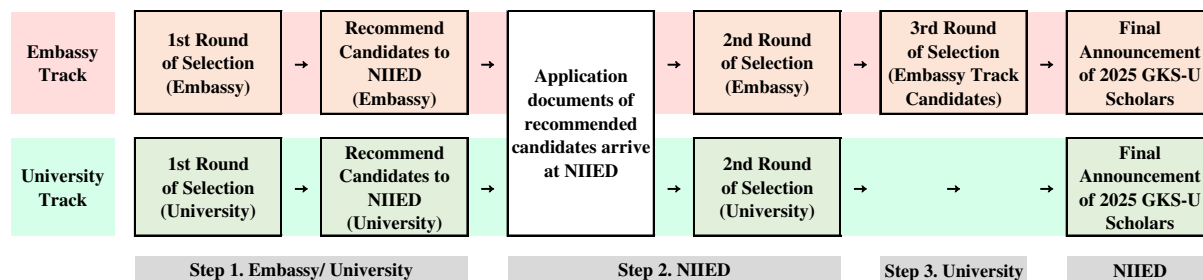 Embassy
Track
1st Round
of Selection
(Embassy)
→
Recommend
Candidates to
NIIED
(Embassy)
→
Application
documents of
recommended
candidates arrive
at NIIED
→
2nd Round
of Selection
(Embassy)
→
3rd Round
of Selection
(Embassy Track
Candidates)
→
Final
Announcement
of 2025 GKS-U
Scholars
University
Track
1st Round
of Selection
(University)
→
Recommend
Candidates to
NIIED
(University)
→
→
2nd Round
of Selection
(University)
→
→
→
Final
Announcement
of 2025 GKS-U
Scholars
Step 1. Embassy/ University
Step 2. NIIED
Step 3. University
NIIED